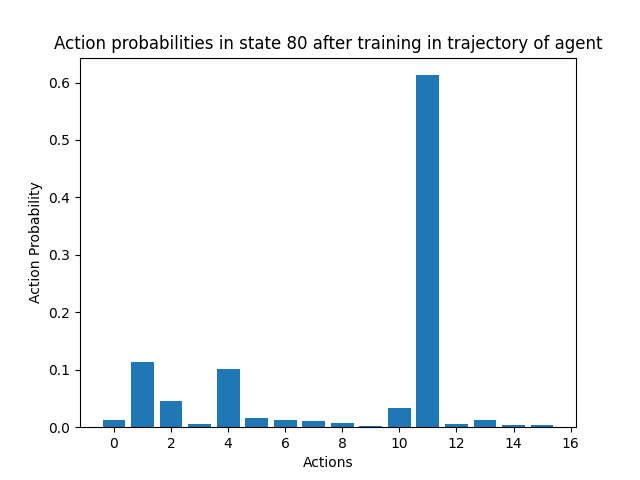 Action probabilities in state 80 after training in trajectory of agent
0.6
0.5
0.4
0.3
0.2
0.1
0.0
Action Probability
0 2 4 6 8 10 12 14 16
Actions